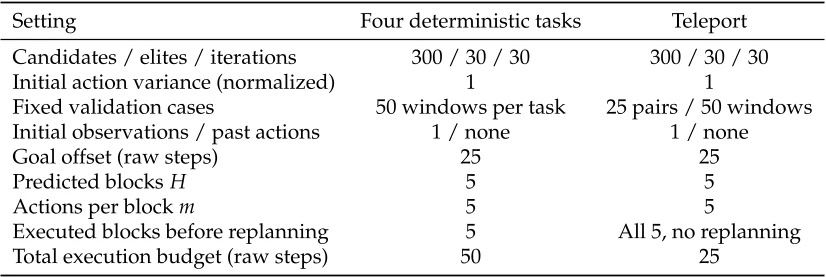 Setting Four deterministic tasks Teleport
Candidates / elites / iterations 300 / 30 / 30 300 / 30 / 30
Initial action variance (normalized) 1 1
Fixed validation cases 50 windows per task 25 pairs / 50 windows
Initial observations / past actions 1 / none 1 / none
Goal offset (raw steps) 25 25
Predicted blocks H 5 5
Actions per block m 5 5
Executed blocks before replanning 5 All 5, no replanning
Total execution budget (raw steps) 50 25